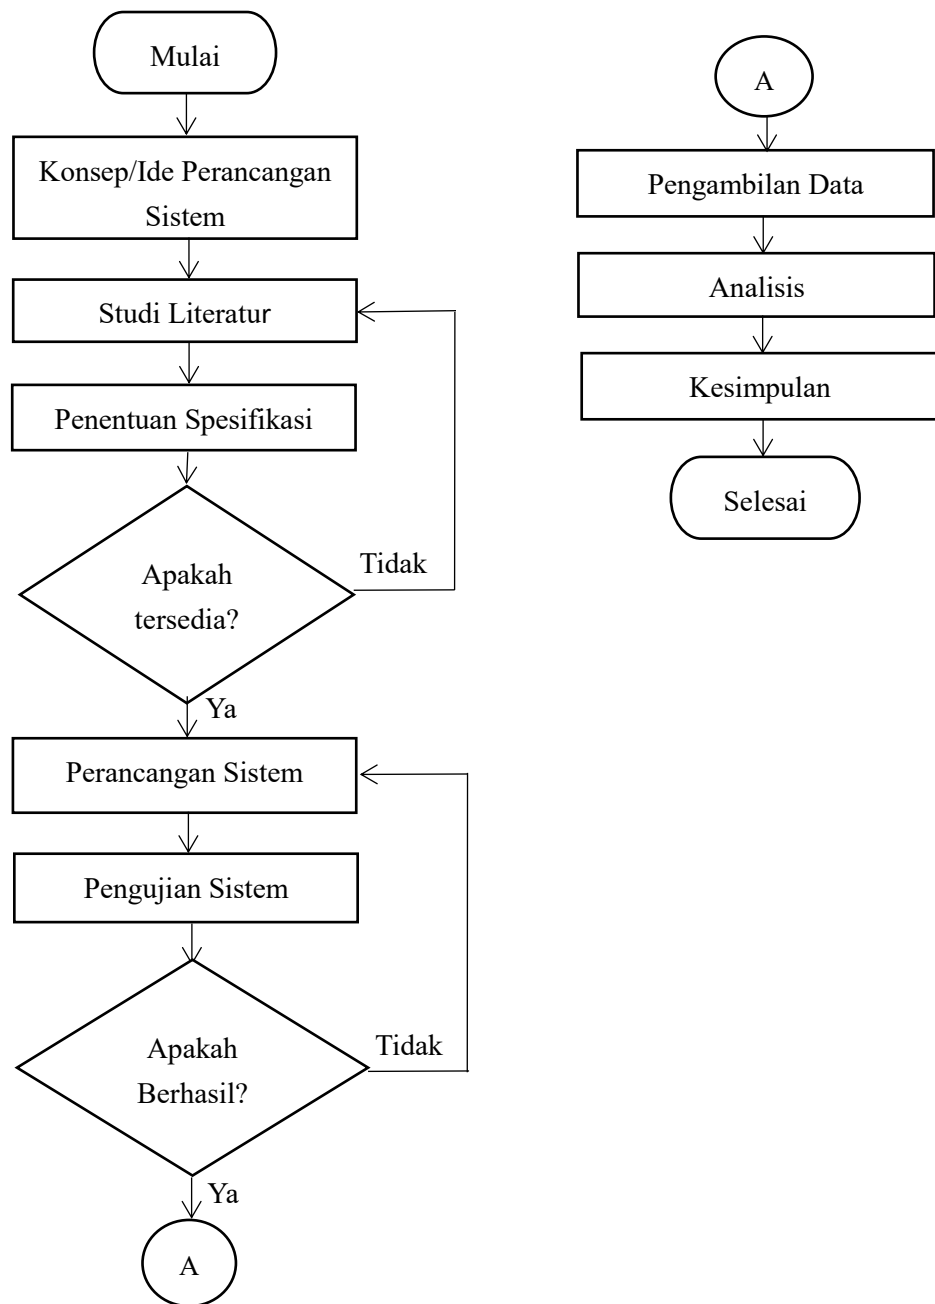 Mulai
Konsep/Ide Perancangan
Sistem
Studi Literatur
Penentuan Spesifikasi
Apakah
tersedia?
Tidak
Ya
Perancangan Sistem
Pengujian Sistem
Apakah
Berhasil?
Tidak
Ya
A
A
Pengambilan Data
Analisis
Kesimpulan
Selesai